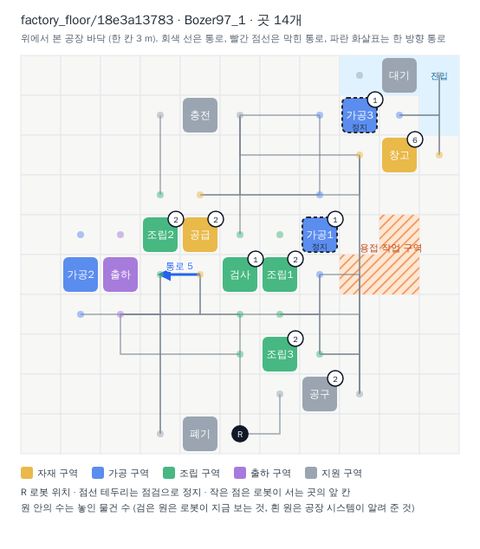 factory_floor/18e3a13783 · Bozer97_1 · 곳 14개
위에서 본 공장 바닥 (한 칸 3 m). 회색 선은 통로, 빨간 점선은 막힌 통로, 파란 화살표는 한 방향 통로
대기
전립
충전
가공3
1
정지
창고
6
조립2
2
공급
2
가공1
1
정지
용접 작업 구역
가공2
출하
통로 5
검사
1
조립1
2
조립3
2
공구
2
폐기
R
자재 구역
가공 구역
조립 구역
출하 구역
지원 구역
R 로봇 위치 · 점선 테두리는 점검으로 정지 · 작은 점은 로봇이 서는 곳의 앞 칸
원 안의 수는 놓인 물건 수 (검은 원은 로봇이 지금 보는 것, 흰 원은 공장 시스템이 알려 준 것)